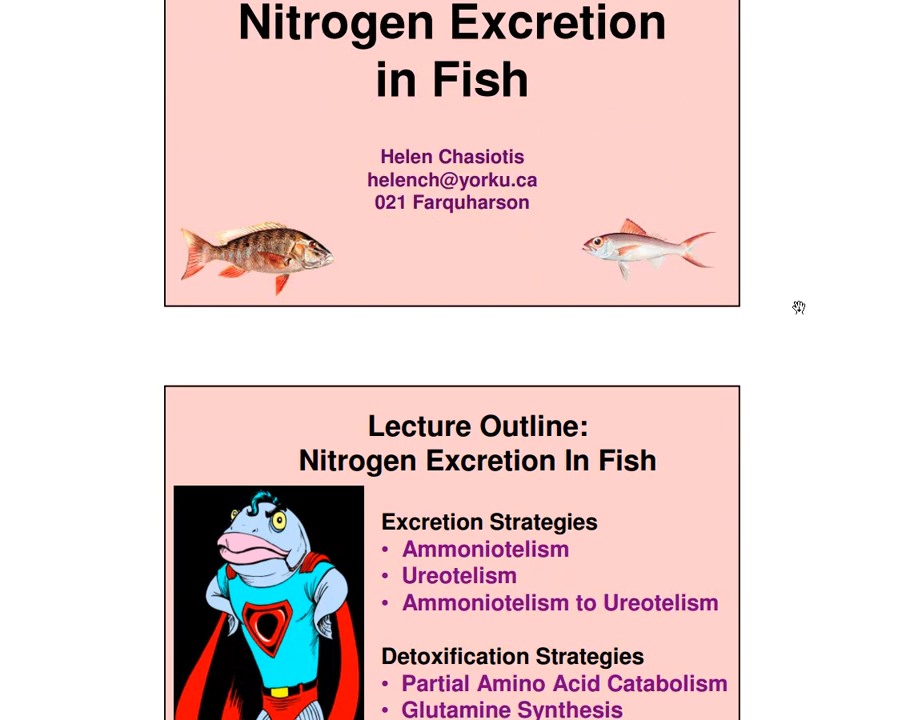 Nitrogen Excretion
in Fish
Helen Chasiotis
helench@yorku.ca
021 Farquharson
Lecture Outline:
Nitrogen Excretion In Fish
Excretion Strategies
• Ammoniotelism
• Ureotelism
• Ammoniotelism to Ureotelism
Detoxification Strategies
• Partial Amino Acid Catabolism
• Glutamine Synthesis